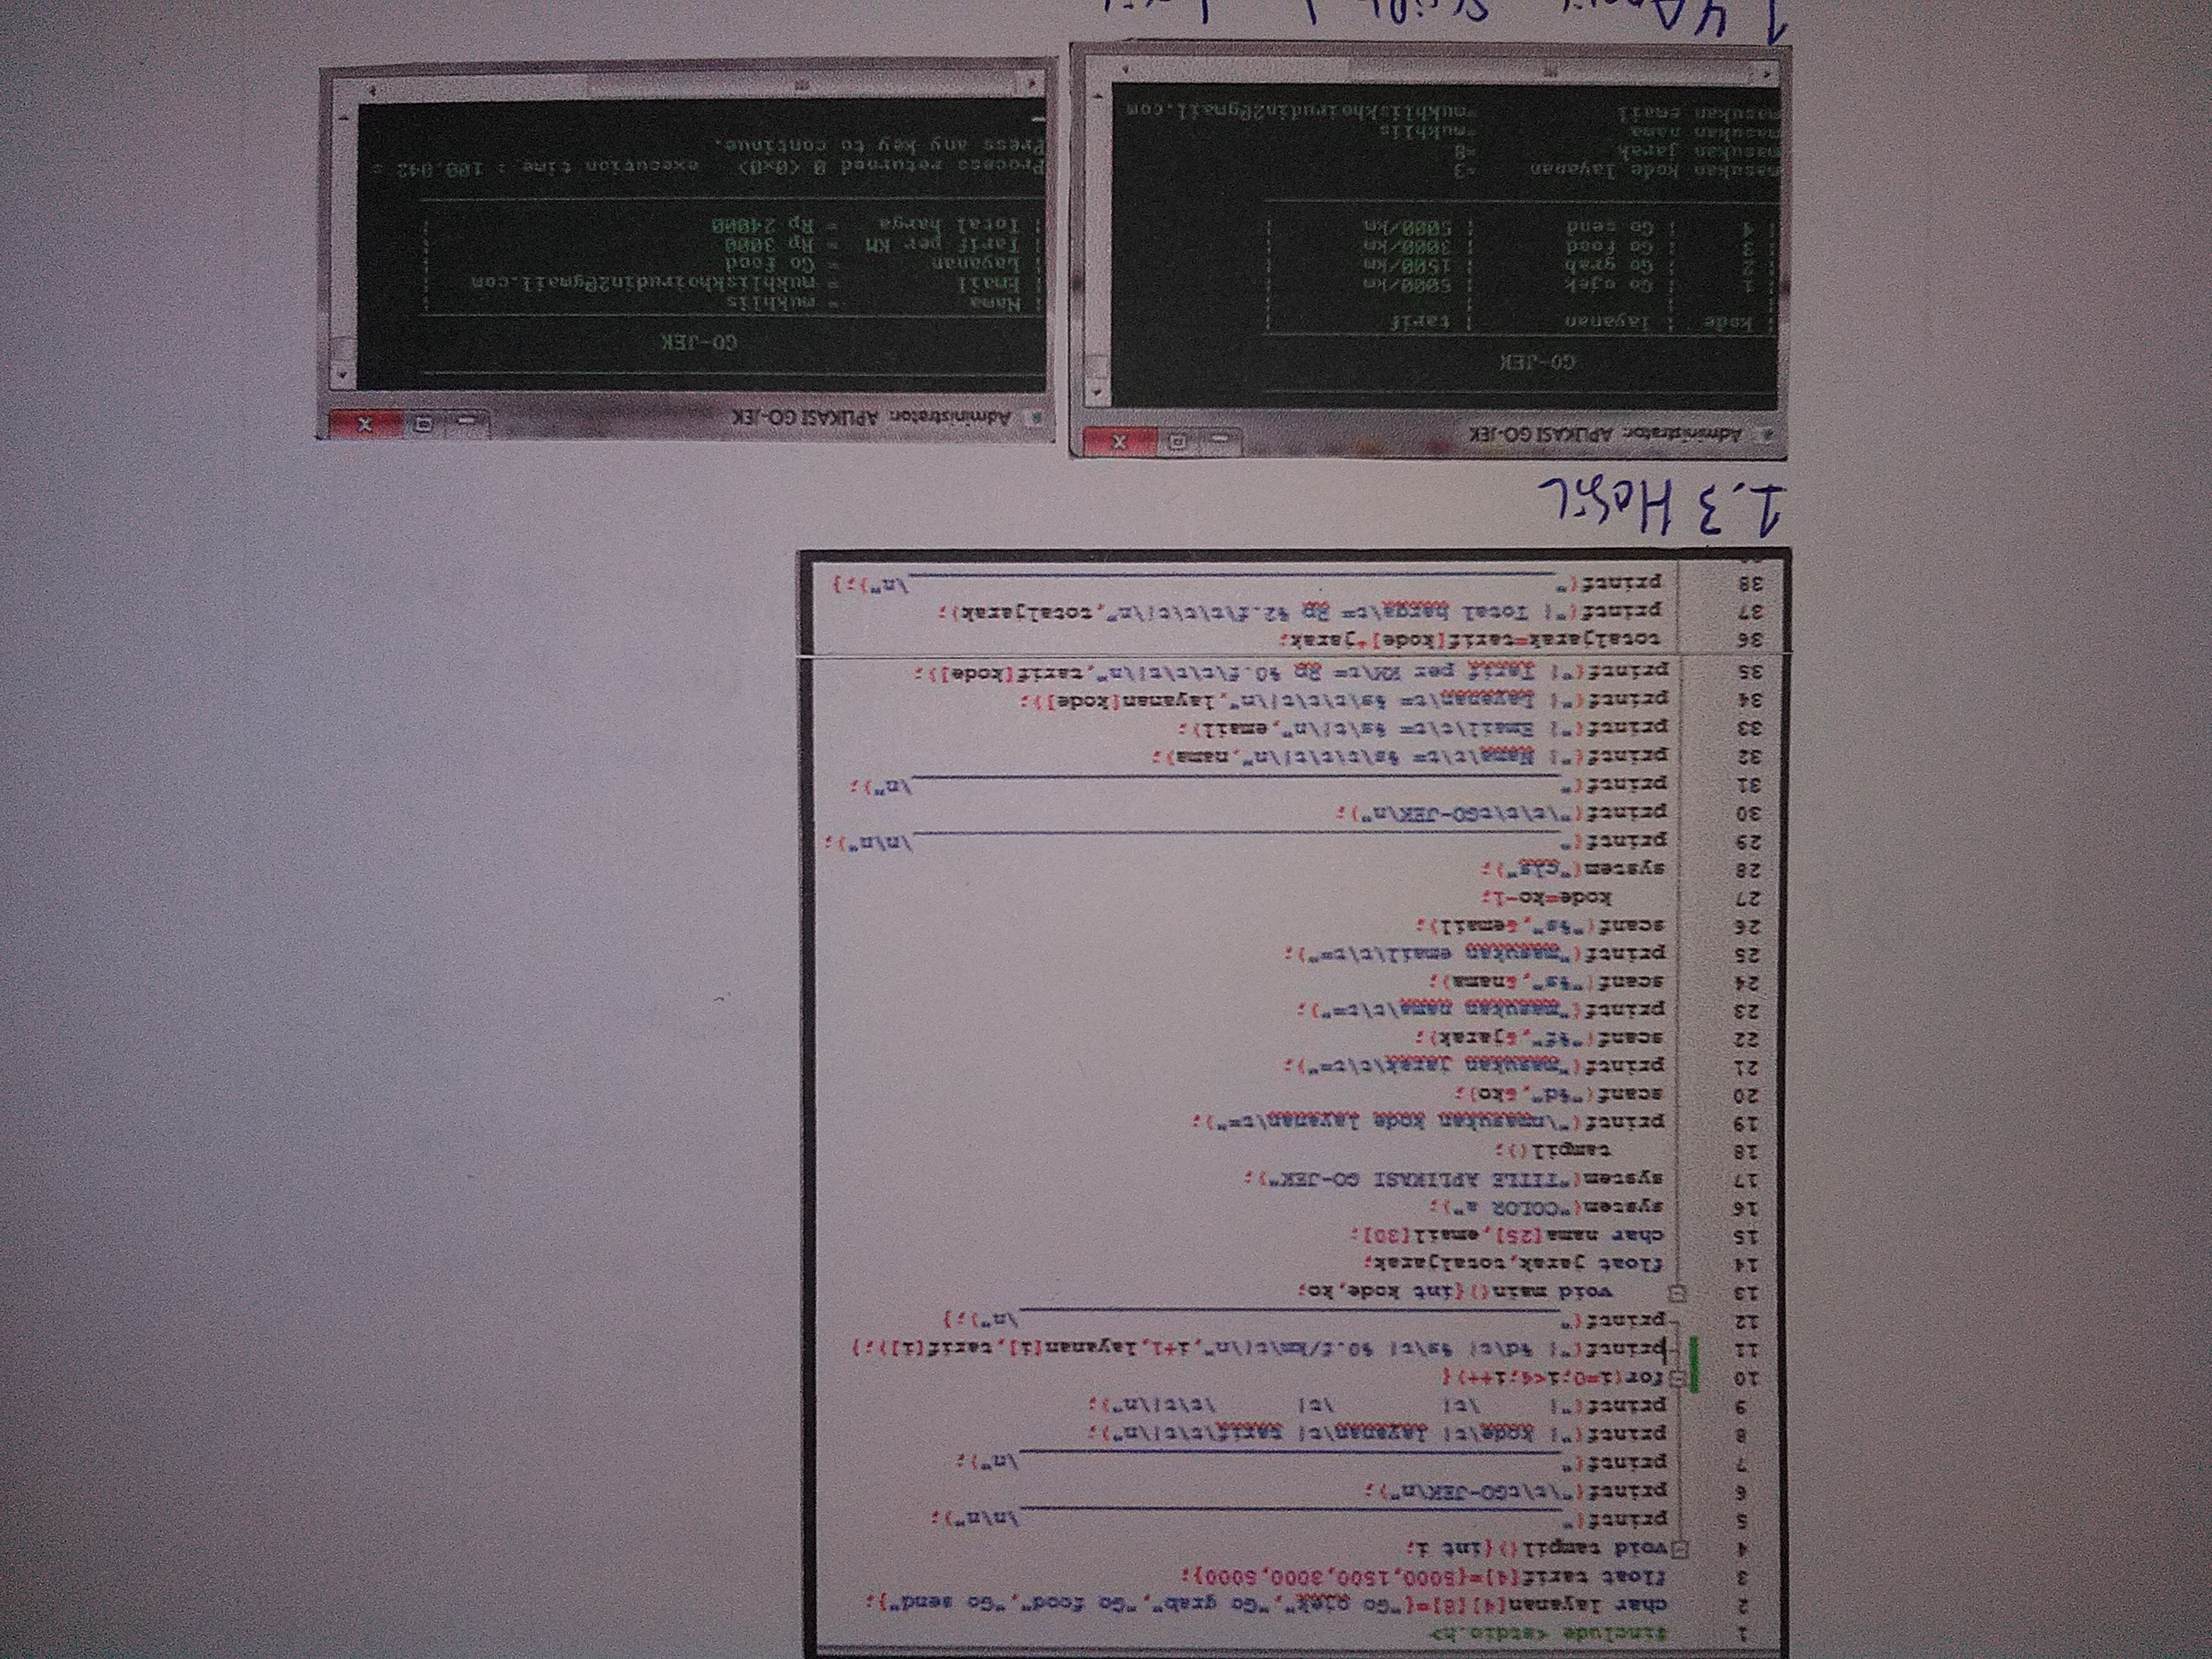 1 #include <stdio.h>
2 char layanan[4][8]={"Go ojek","Go grab","Go food","Go send"};
3 float tarif[4]={5000,1500,3000,5000};
4 void tampil(){int i;
5 printf("________________________________________\n\n");
6 printf("\t\tGO-JEK\n");
7 printf("________________________________________\n");
8 printf("| kode\t| layanan\t| tarif\t\t|\n");
9 printf("| \t| \t| \t\t|\n");
10 for(i=0;i<4;i++){
11 printf("| %d\t| %s\t| %0.f/km\t|\n",i+1,layanan[i],tarif[i]);}
12 printf("________________________________________\n");}
13 void main(){int kode,ko;
14 float jarak,totaljarak;
15 char nama[25],email[30];
16 system("COLOR a");
17 system("TITLE APLIKASI GO-JEK");
18 tampil();
19 printf("\nmasukan kode layanan\t=");
20 scanf("%d",&ko);
21 printf("masukan jarak\t\t=");
22 scanf("%f",&jarak);
23 printf("masukan nama\t\t=");
24 scanf("%s",&nama);
25 printf("masukan email\t\t=");
26 scanf("%s",&email);
27 kode=ko-1;
28 system("cls");
29 printf("________________________________________________\n\n");
30 printf("\t\t\tGO-JEK\n");
31 printf("________________________________________________\n");
32 printf("| Nama\t\t= %s\t\t\t|\n",nama);
33 printf("| Email\t\t= %s\t|\n",email);
34 printf("| Layanan\t= %s\t\t\t|\n",layanan[kode]);
35 printf("| Tarif per KM\t= Rp %0.f\t\t\t|\n",tarif[kode]);
36 totaljarak=tarif[kode]*jarak;
37 printf("| Total harga\t= Rp %2.f\t\t\t|\n",totaljarak);
38 printf("________________________________________________\n");}
1.3 Hasil
Administrator: APLIKASI GO-JEK
GO-JEK
| kode | layanan | tarif |
| 1 | Go ojek | 5000/km |
| 2 | Go grab | 1500/km |
| 3 | Go food | 3000/km |
| 4 | Go send | 5000/km |
masukan kode layanan =3
masukan jarak =8
masukan nama =mukhlis
masukan email =mukhliskhoirudin2@gmail.com
Administrator: APLIKASI GO-JEK
GO-JEK
| Nama = mukhlis
| Email = mukhliskhoirudin2@gmail.com |
| Layanan = Go food |
| Tarif per KM = Rp 3000 |
| Total harga = Rp 24000 |
Process returned 0 (0x0) execution time : 100.042 s
Press any key to continue.
1.4